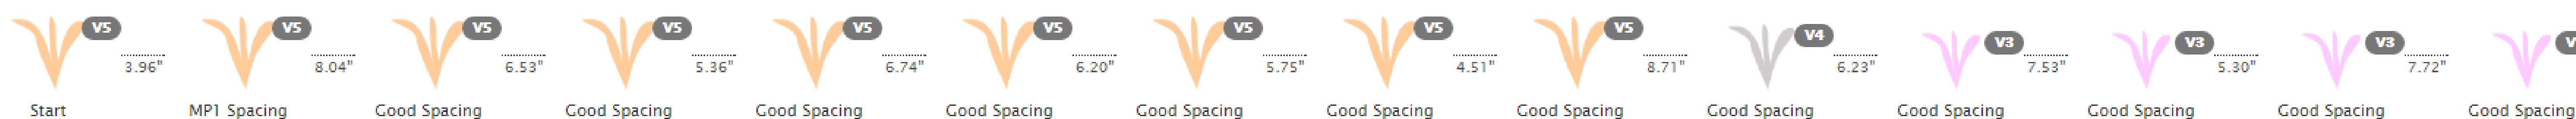 V5 V5 V5 V5 V5 V5 V5 V5 V5 V4 V3 V3 V3
3.96" 8.04" 6.53" 5.36" 6.74" 6.20" 5.75" 4.51" 8.71" 6.23" 7.53" 5.30" 7.72"
Start MP1 Spacing Good Spacing Good Spacing Good Spacing Good Spacing Good Spacing Good Spacing Good Spacing Good Spacing Good Spacing Good Spacing Good Spacing Good Spacing